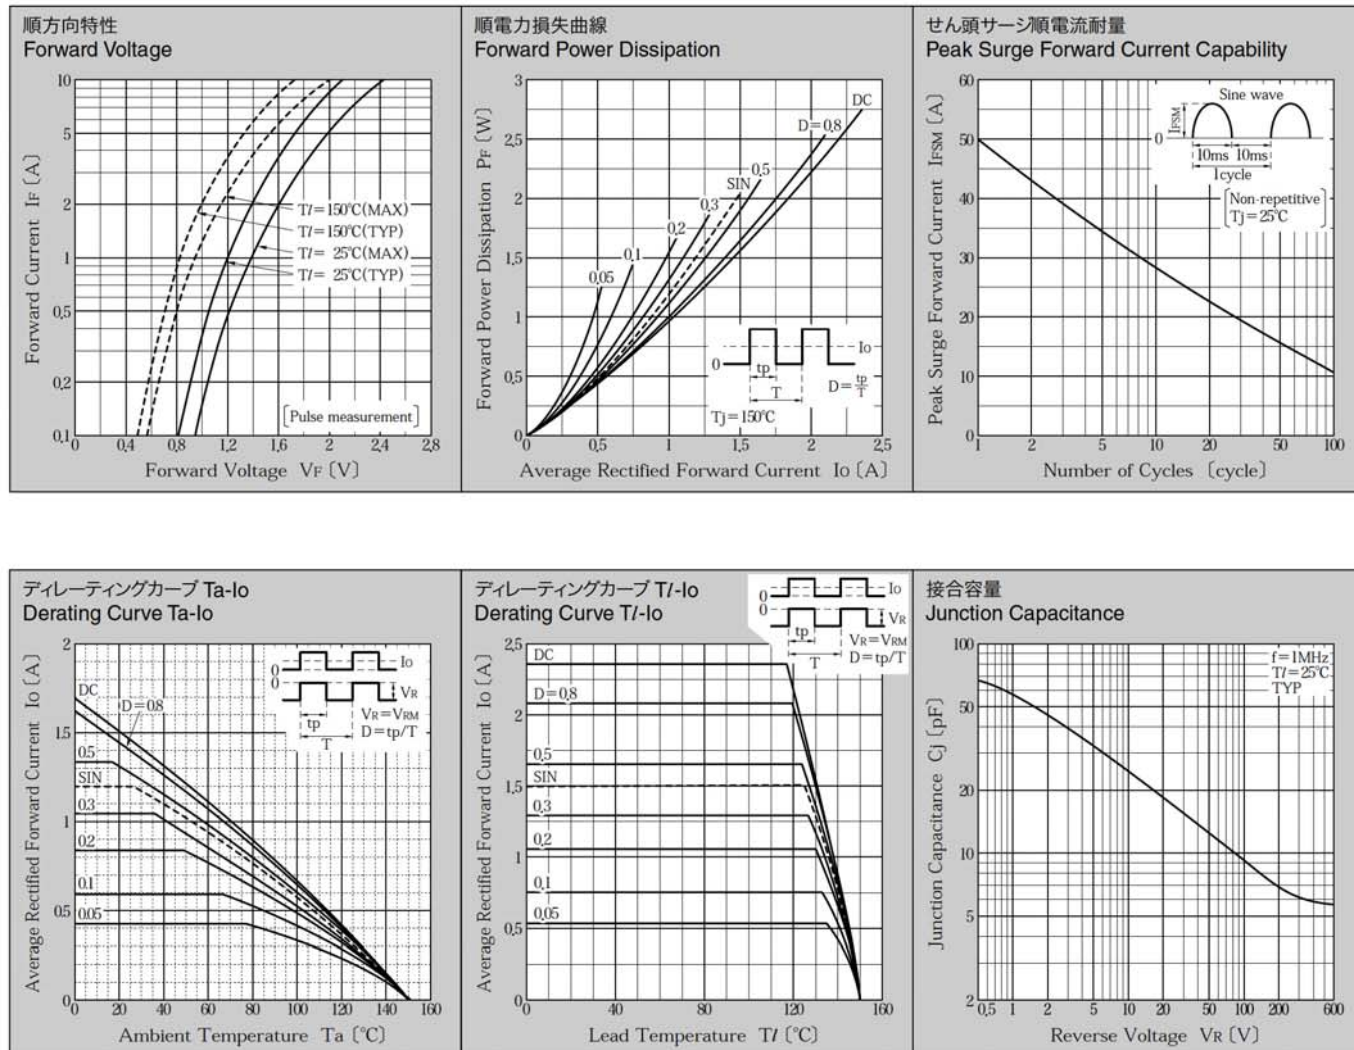 順方向特性
Forward Voltage
Forward Current IF〔A〕
10
5
2
1
0.5
0.2
0.1
Tl=150℃(MAX)
Tl=150℃(TYP)
Tl= 25℃(MAX)
Tl= 25℃(TYP)
〔Pulse measurement〕
0 0.4 0.8 1.2 1.6 2 2.4 2.8
Forward Voltage VF〔V〕
順電力損失曲線
Forward Power Dissipation
Forward Power Dissipation PF〔W〕
3
2.5
2
1.5
1
0.5
0
DC
D=0.8
0.5
SIN
0.3
0.2
0.1
0.05
0
Io
tp
T
D=tp/T
Tj=150℃
0 0.5 1 1.5 2 2.5
Average Rectified Forward Current Io〔A〕
せん頭サージ順電流耐量
Peak Surge Forward Current Capability
Peak Surge Forward Current IFSM〔A〕
60
50
40
30
20
10
0
Sine wave
IFSM
0
10ms 10ms
1cycle
〔Non-repetitive
Tj=25℃〕
1 2 5 10 20 50 100
Number of Cycles〔cycle〕
ディレーティングカーブ Ta-Io
Derating Curve Ta-Io
Average Rectified Forward Current Io〔A〕
2
1.5
1
0.5
0
DC
D=0.8
0.5
SIN
0.3
0.2
0.1
0.05
0
Io
0
VR
tp
T
VR=VRM
D=tp/T
0 20 40 60 80 100 120 140 160
Ambient Temperature Ta〔℃〕
ディレーティングカーブ Tl-Io
Derating Curve Tl-Io
Average Rectified Forward Current Io〔A〕
2.5
2
1.5
1
0.5
0
0
Io
0
VR
tp
T
VR=VRM
D=tp/T
DC
D=0.8
0.5
SIN
0.3
0.2
0.1
0.05
0 40 80 120 160
Lead Temperature Tl〔℃〕
接合容量
Junction Capacitance
Junction Capacitance Cj〔pF〕
100
50
20
10
5
2
f=1MHz
Tl=25℃
TYP
0.5 1 2 5 10 20 50 100 200 600
Reverse Voltage VR〔V〕